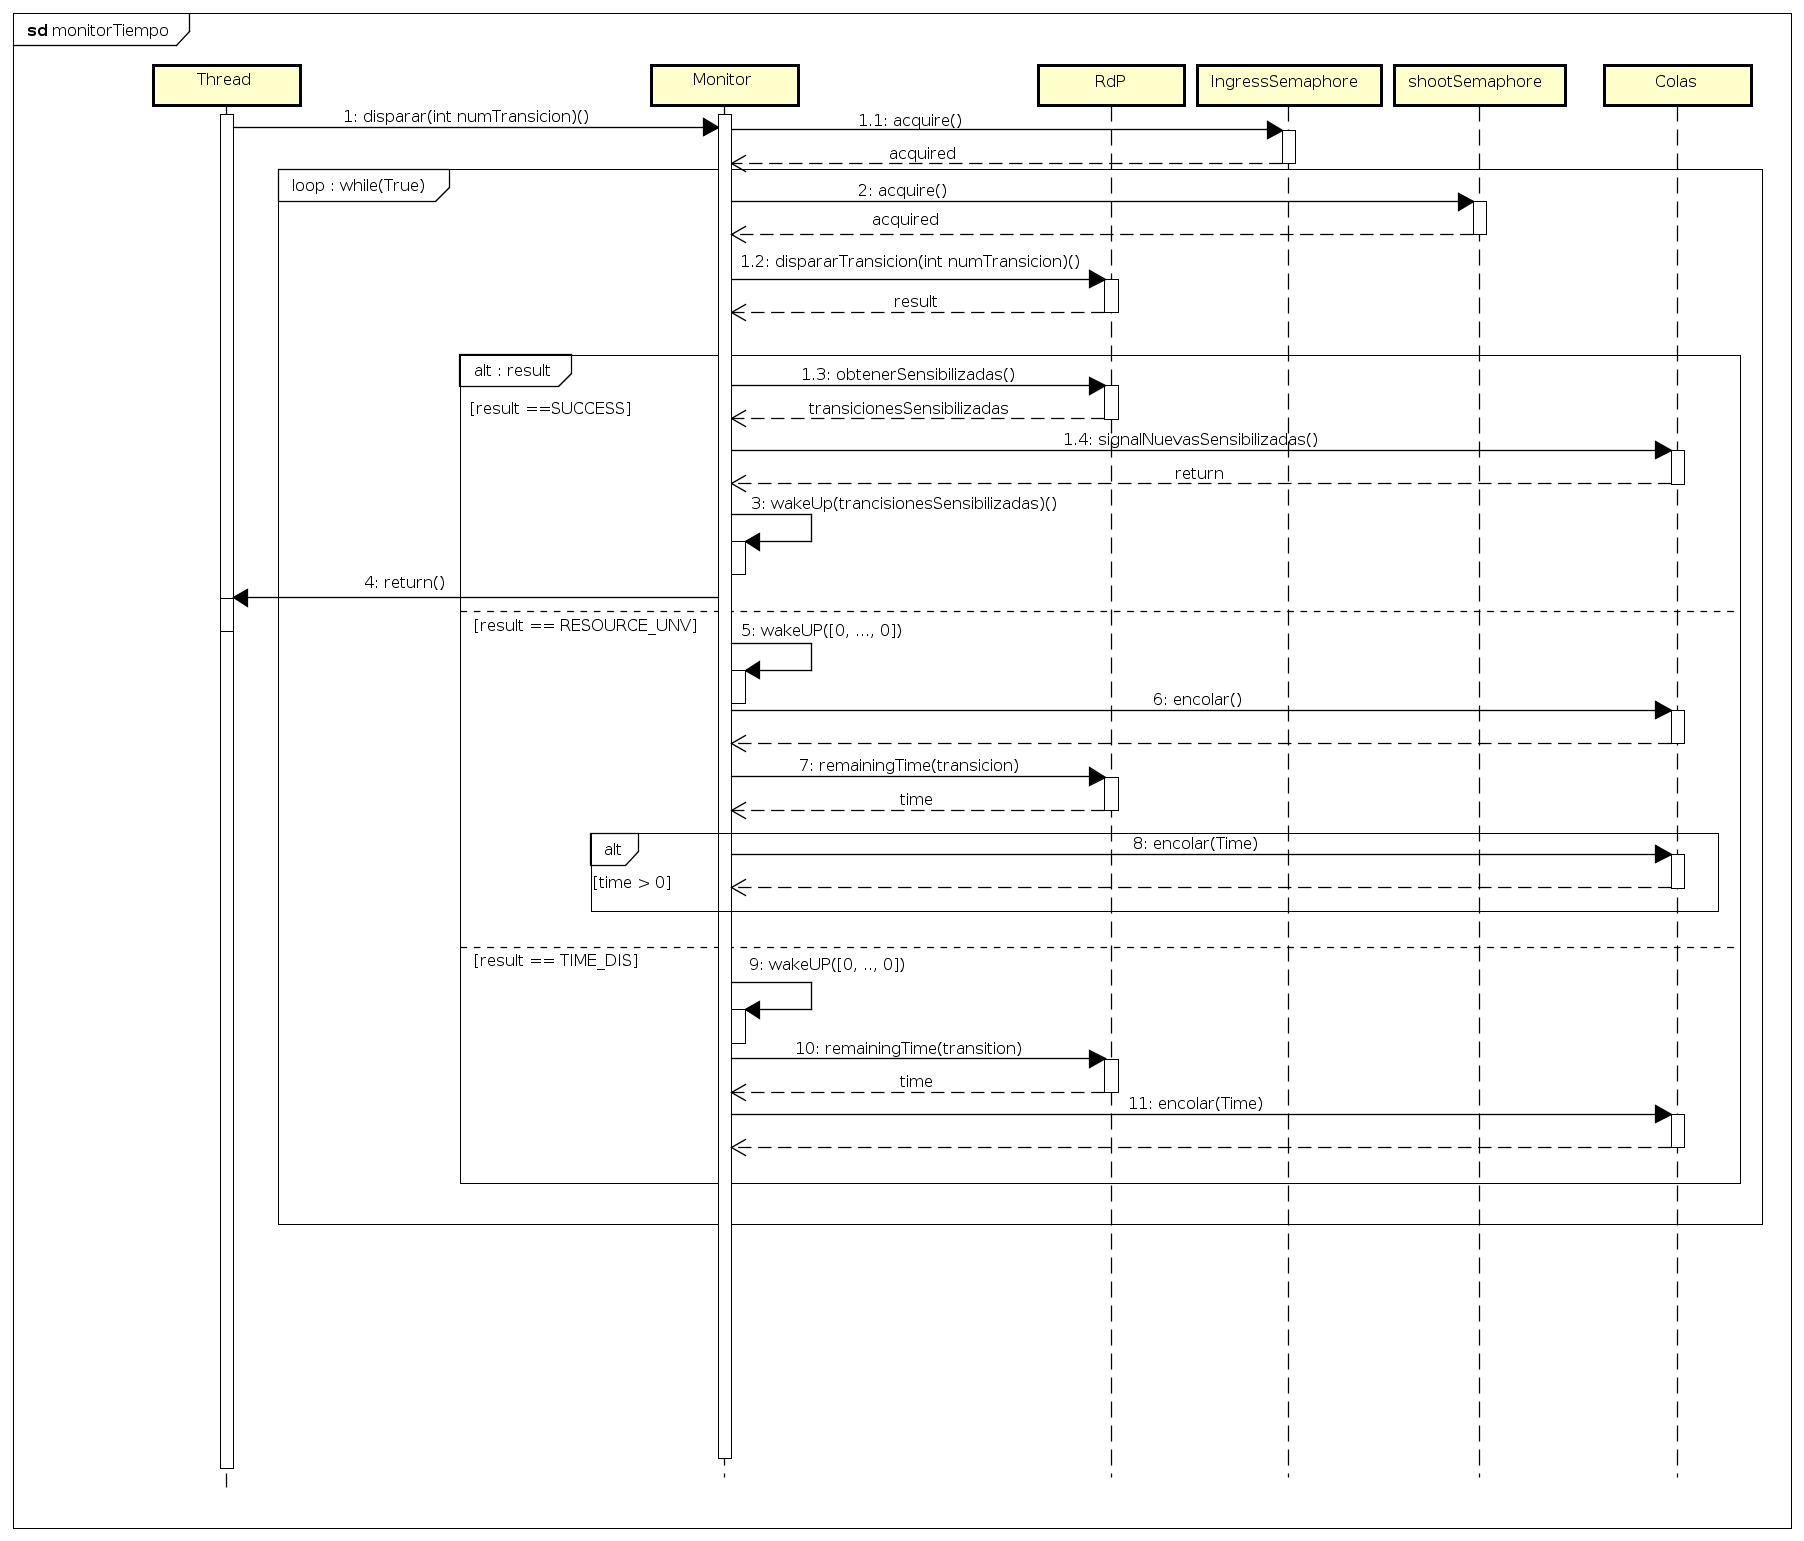 sd monitorTiempo
Thread
Monitor
RdP
IngressSemaphore
shootSemaphore
Colas
1: disparar(int numTransicion)()
1.1: acquire()
acquired
loop : while(True)
2: acquire()
acquired
1.2: dispararTransicion(int numTransicion)()
result
alt : result
1.3: obtenerSensibilizadas()
[result ==SUCCESS]
transicionesSensibilizadas
1.4: signalNuevasSensibilizadas()
return
3: wakeUp(trancisionesSensibilizadas)()
4: return()
[result == RESOURCE_UNV]
5: wakeUP([0, ..., 0])
6: encolar()
7: remainingTime(transicion)
time
alt
8: encolar(Time)
[time > 0]
[result == TIME_DIS]
9: wakeUP([0, .., 0])
10: remainingTime(transition)
time
11: encolar(Time)